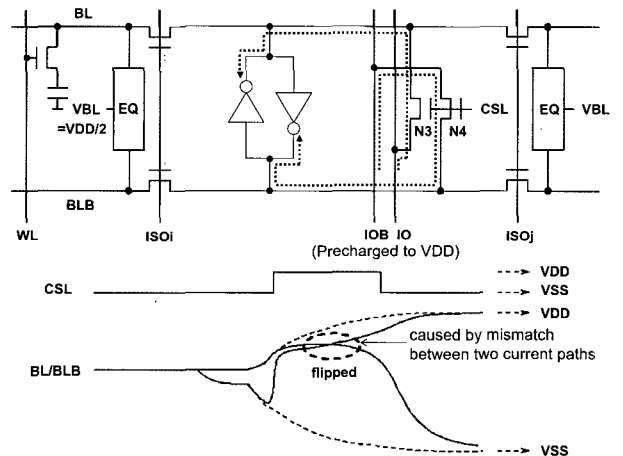 BL
VBL
=VDD/2
EQ
N3 N4
CSL
EQ
VBL
BLB
WL
ISOi
IOB IO
(Precharged to VDD)
ISOj
CSL
VDD
VSS
VDD
caused by mismatch
between two current paths
flipped
BL/BLB
VSS